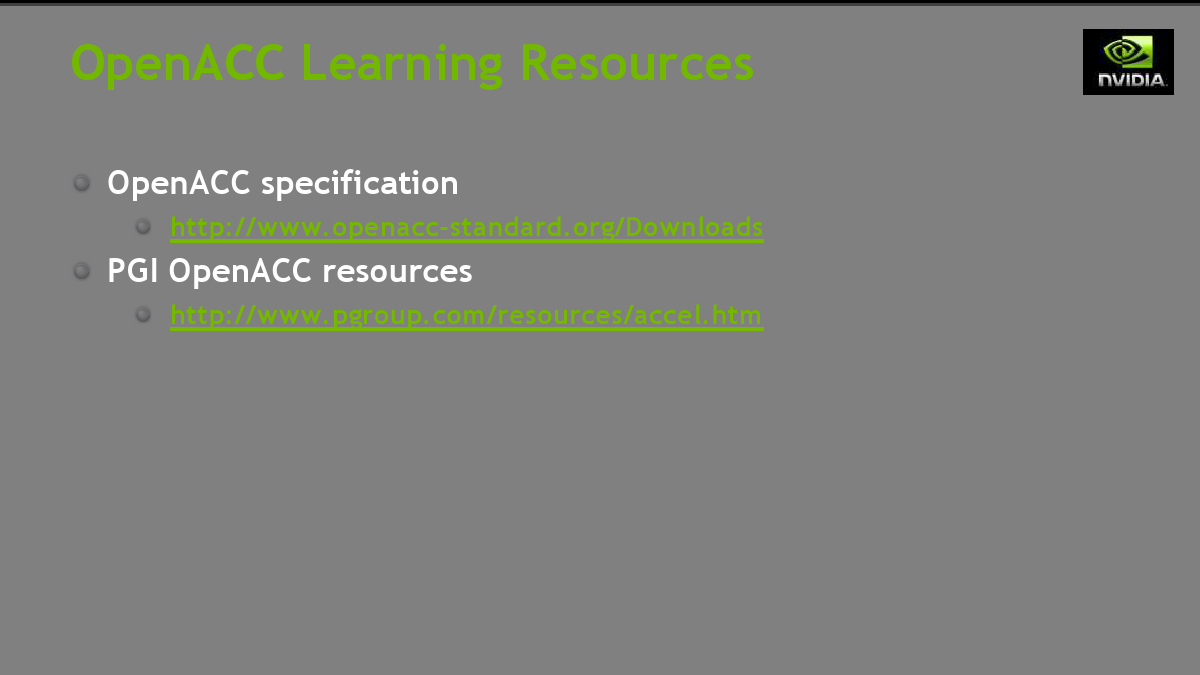 OpenACC Learning Resources
NVIDIA
OpenACC specification
http://www.openacc-standard.org/Downloads
PGI OpenACC resources
http://www.pgroup.com/resources/accel.htm